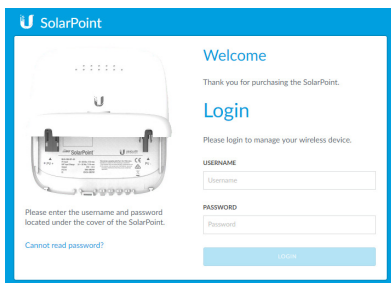 SolarPoint
Welcome
Thank you for purchasing the SolarPoint.
Login
Please login to manage your wireless device.
USERNAME
Username
PASSWORD
Password
LOGIN
SolarPoint
Please enter the username and password
located under the cover of the SolarPoint.
Cannot read password?